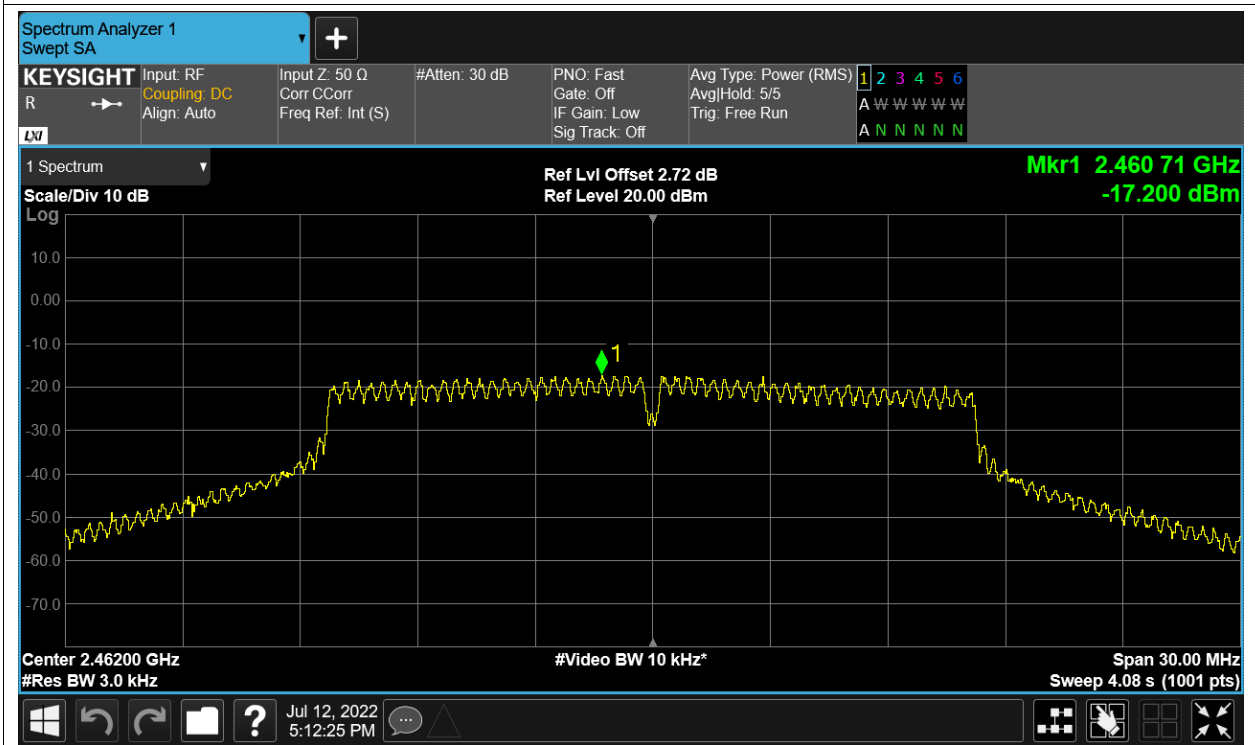 Spectrum Analyzer 1
Swept SA
KEYSIGHT
R
LXI
Input: RF
Coupling: DC
Align: Auto
Input Z: 50 Ω
Corr CCorr
Freq Ref: Int (S)
#Atten: 30 dB
PNO: Fast
Gate: Off
IF Gain: Low
Sig Track: Off
Avg Type: Power (RMS)
Avg|Hold: 5/5
Trig: Free Run
1 2 3 4 5 6
A W W W W W
A N N N N N
1 Spectrum
Scale/Div 10 dB
Log
Ref Lvl Offset 2.72 dB
Ref Level 20.00 dBm
Mkr1 2.460 71 GHz
-17.200 dBm
10.0
0.00
-10.0
1
-20.0
-30.0
-40.0
-50.0
-60.0
-70.0
Center 2.46200 GHz
#Res BW 3.0 kHz
#Video BW 10 kHz*
Span 30.00 MHz
Sweep 4.08 s (1001 pts)
?
Jul 12, 2022
5:12:25 PM